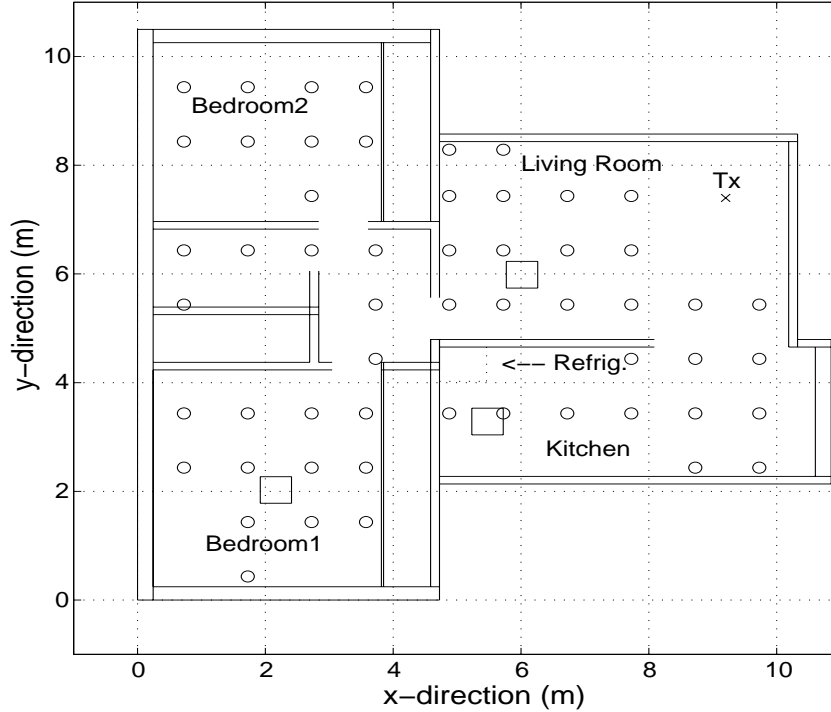 10
Bedroom2
8
Living Room
Tx
6
y-direction (m)
4
<-- Refrig.
Kitchen
2
Bedroom1
0
0 2 4 6 8 10
x-direction (m)